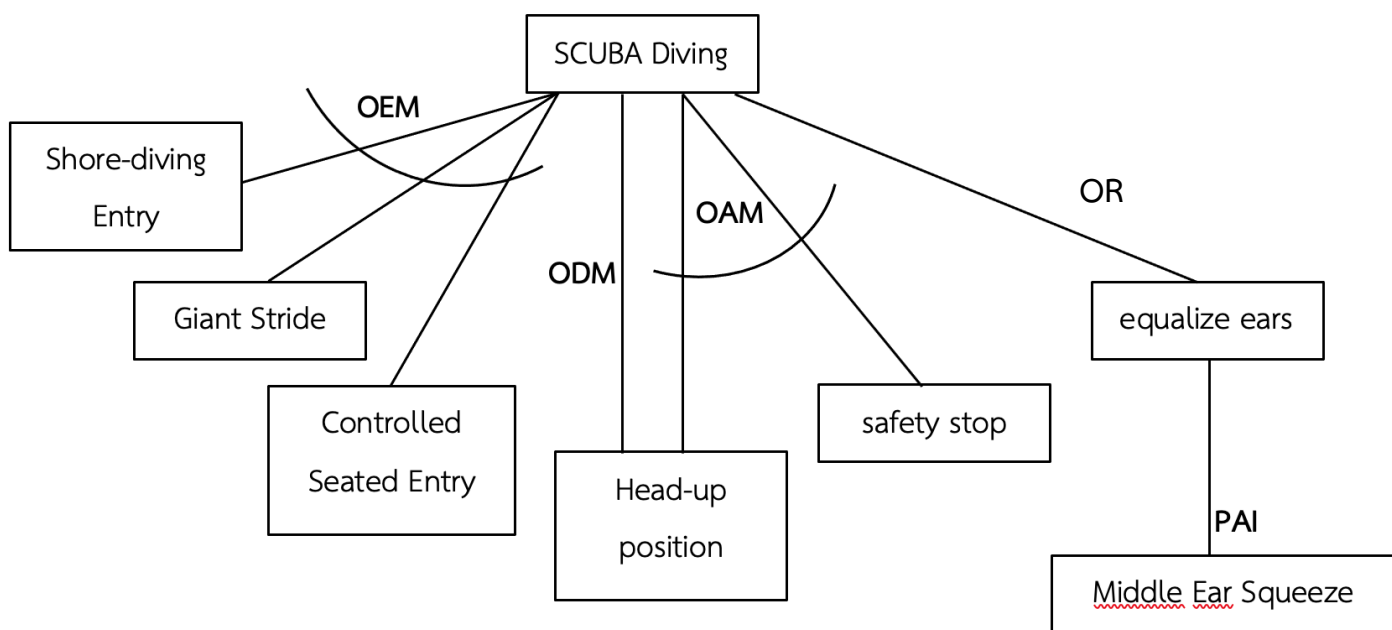 SCUBA Diving
OEM
Shore-diving
Entry
OAM
OR
ODM
Giant Stride
equalize ears
Controlled
Seated Entry
safety stop
Head-up
position
PAI
Middle Ear Squeeze